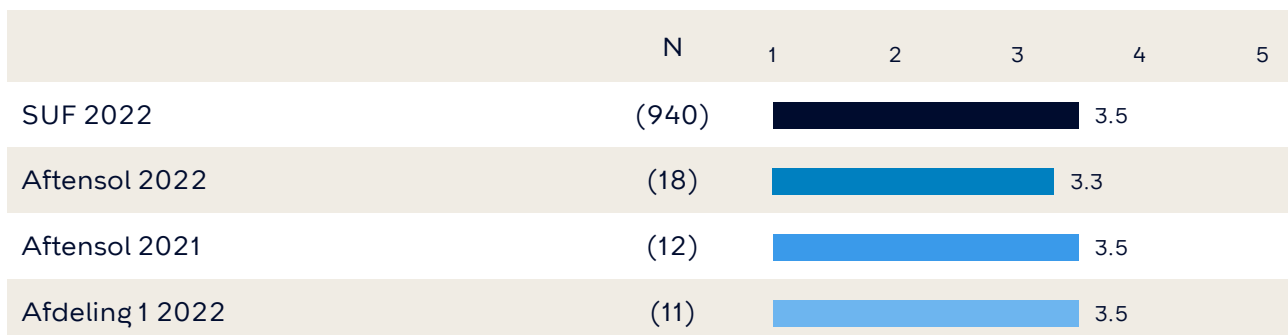 N 1 2 3 4 5
SUF 2022 (940) 3.5
Aftensol 2022 (18) 3.3
Aftensol 2021 (12) 3.5
Afdeling 1 2022 (11) 3.5